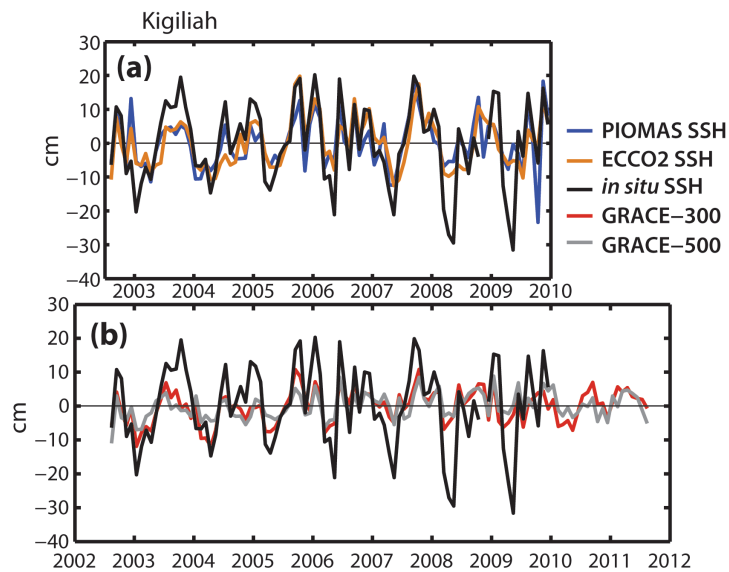 Kigiliah
(a)
cm
30
20
10
0
−10
−20
−30
−40
2003 2004 2005 2006 2007 2008 2009 2010
PIOMAS SSH
ECCO2 SSH
in situ SSH
GRACE−300
GRACE−500
(b)
cm
30
20
10
0
−10
−20
−30
−40
2002 2003 2004 2005 2006 2007 2008 2009 2010 2011 2012